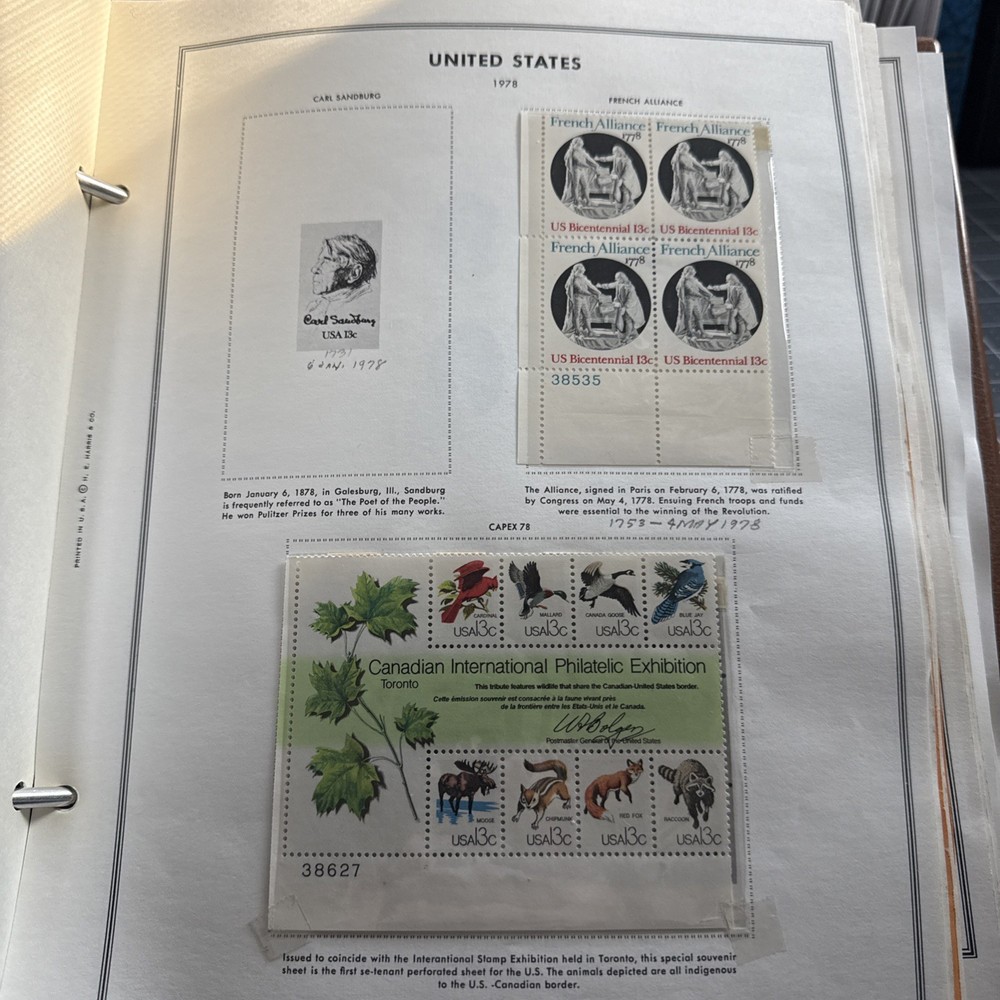 UNITED STATES
1978
CARL SANDBURG
Carl Sandburg
USA 13c
1731
6 JAN. 1978
Born January 6, 1878, in Galesburg, Ill., Sandburg
is frequently referred to as "The Poet of the People."
He won Pulitzer Prizes for three of his many works.
FRENCH ALLIANCE
French Alliance
1778
US Bicentennial 13c
French Alliance
1778
US Bicentennial 13c
French Alliance
1778
US Bicentennial 13c
French Alliance
1778
US Bicentennial 13c
38535
The Alliance, signed in Paris on February 6, 1778, was ratified
by Congress on May 4, 1778. Ensuing French troops and funds
were essential to the winning of the Revolution.
1753 - 4 MAY 1978
CAPEX 78
CARDINAL
USA13c
MALLARD
USA13c
CANADA GOOSE
USA13c
BLUE JAY
USA13c
Canadian International Philatelic Exhibition
Toronto
This tribute features wildlife that share the Canadian-United States border.
Cette émission souvenir est consacrée à la faune vivant près
de la frontière entre les Etats-Unis et le Canada.
Postmaster General of the United States
MOOSE
USA13c
CHIPMUNK
USA13c
RED FOX
USA13c
RACCOON
USA13c
38627
Issued to coincide with the Interantional Stamp Exhibition held in Toronto, this special souvenir
sheet is the first se-tenant perforated sheet for the U.S. The animals depicted are all indigenous
to the U.S. -Canadian border.
PRINTED IN U.S.A. © H. E. HARRIS & CO.